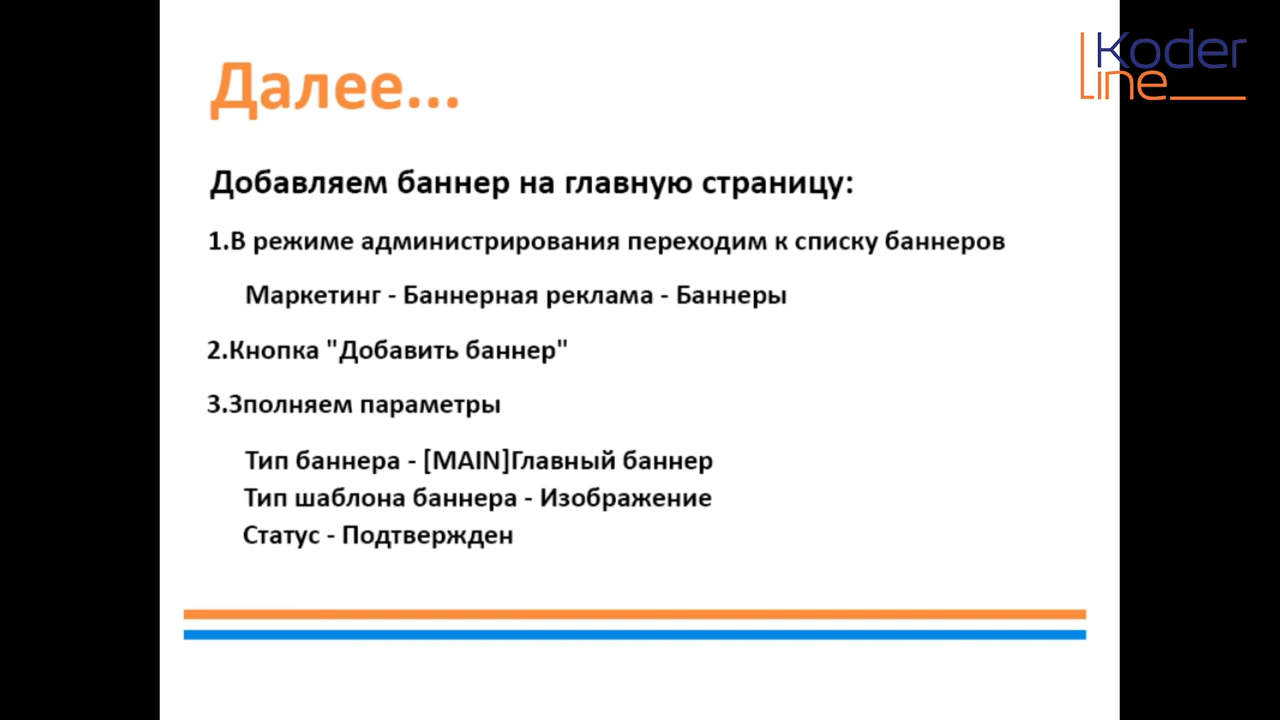 Далее...
Koder
line
Добавляем баннер на главную страницу:
1.В режиме администрирования переходим к списку баннеров
Маркетинг - Баннерная реклама - Баннеры
2.Кнопка "Добавить баннер"
3.Зполняем параметры
Тип баннера - [MAIN]Главный баннер
Тип шаблона баннера - Изображение
Статус - Подтвержден